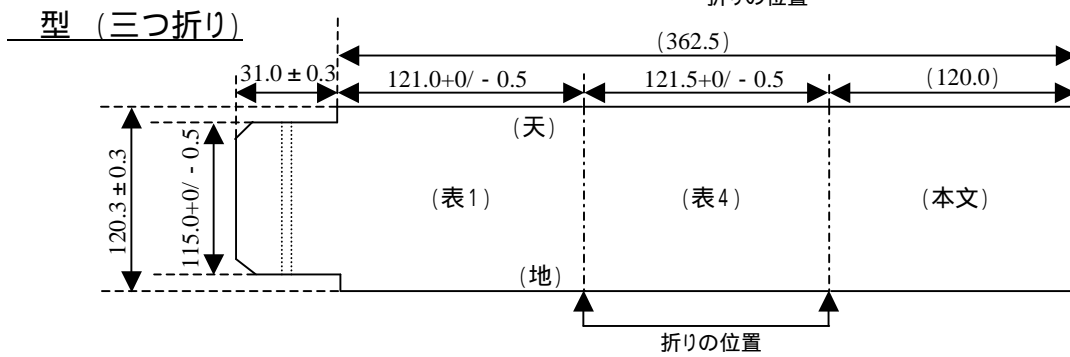 折りの位置
型 (三つ折り)
(362.5)
31.0 ± 0.3
121.0+0/ - 0.5
121.5+0/ - 0.5
(120.0)
(天)
120.3 ± 0.3
115.0+0/ - 0.5
(表1)
(表4)
(本文)
(地)
折りの位置